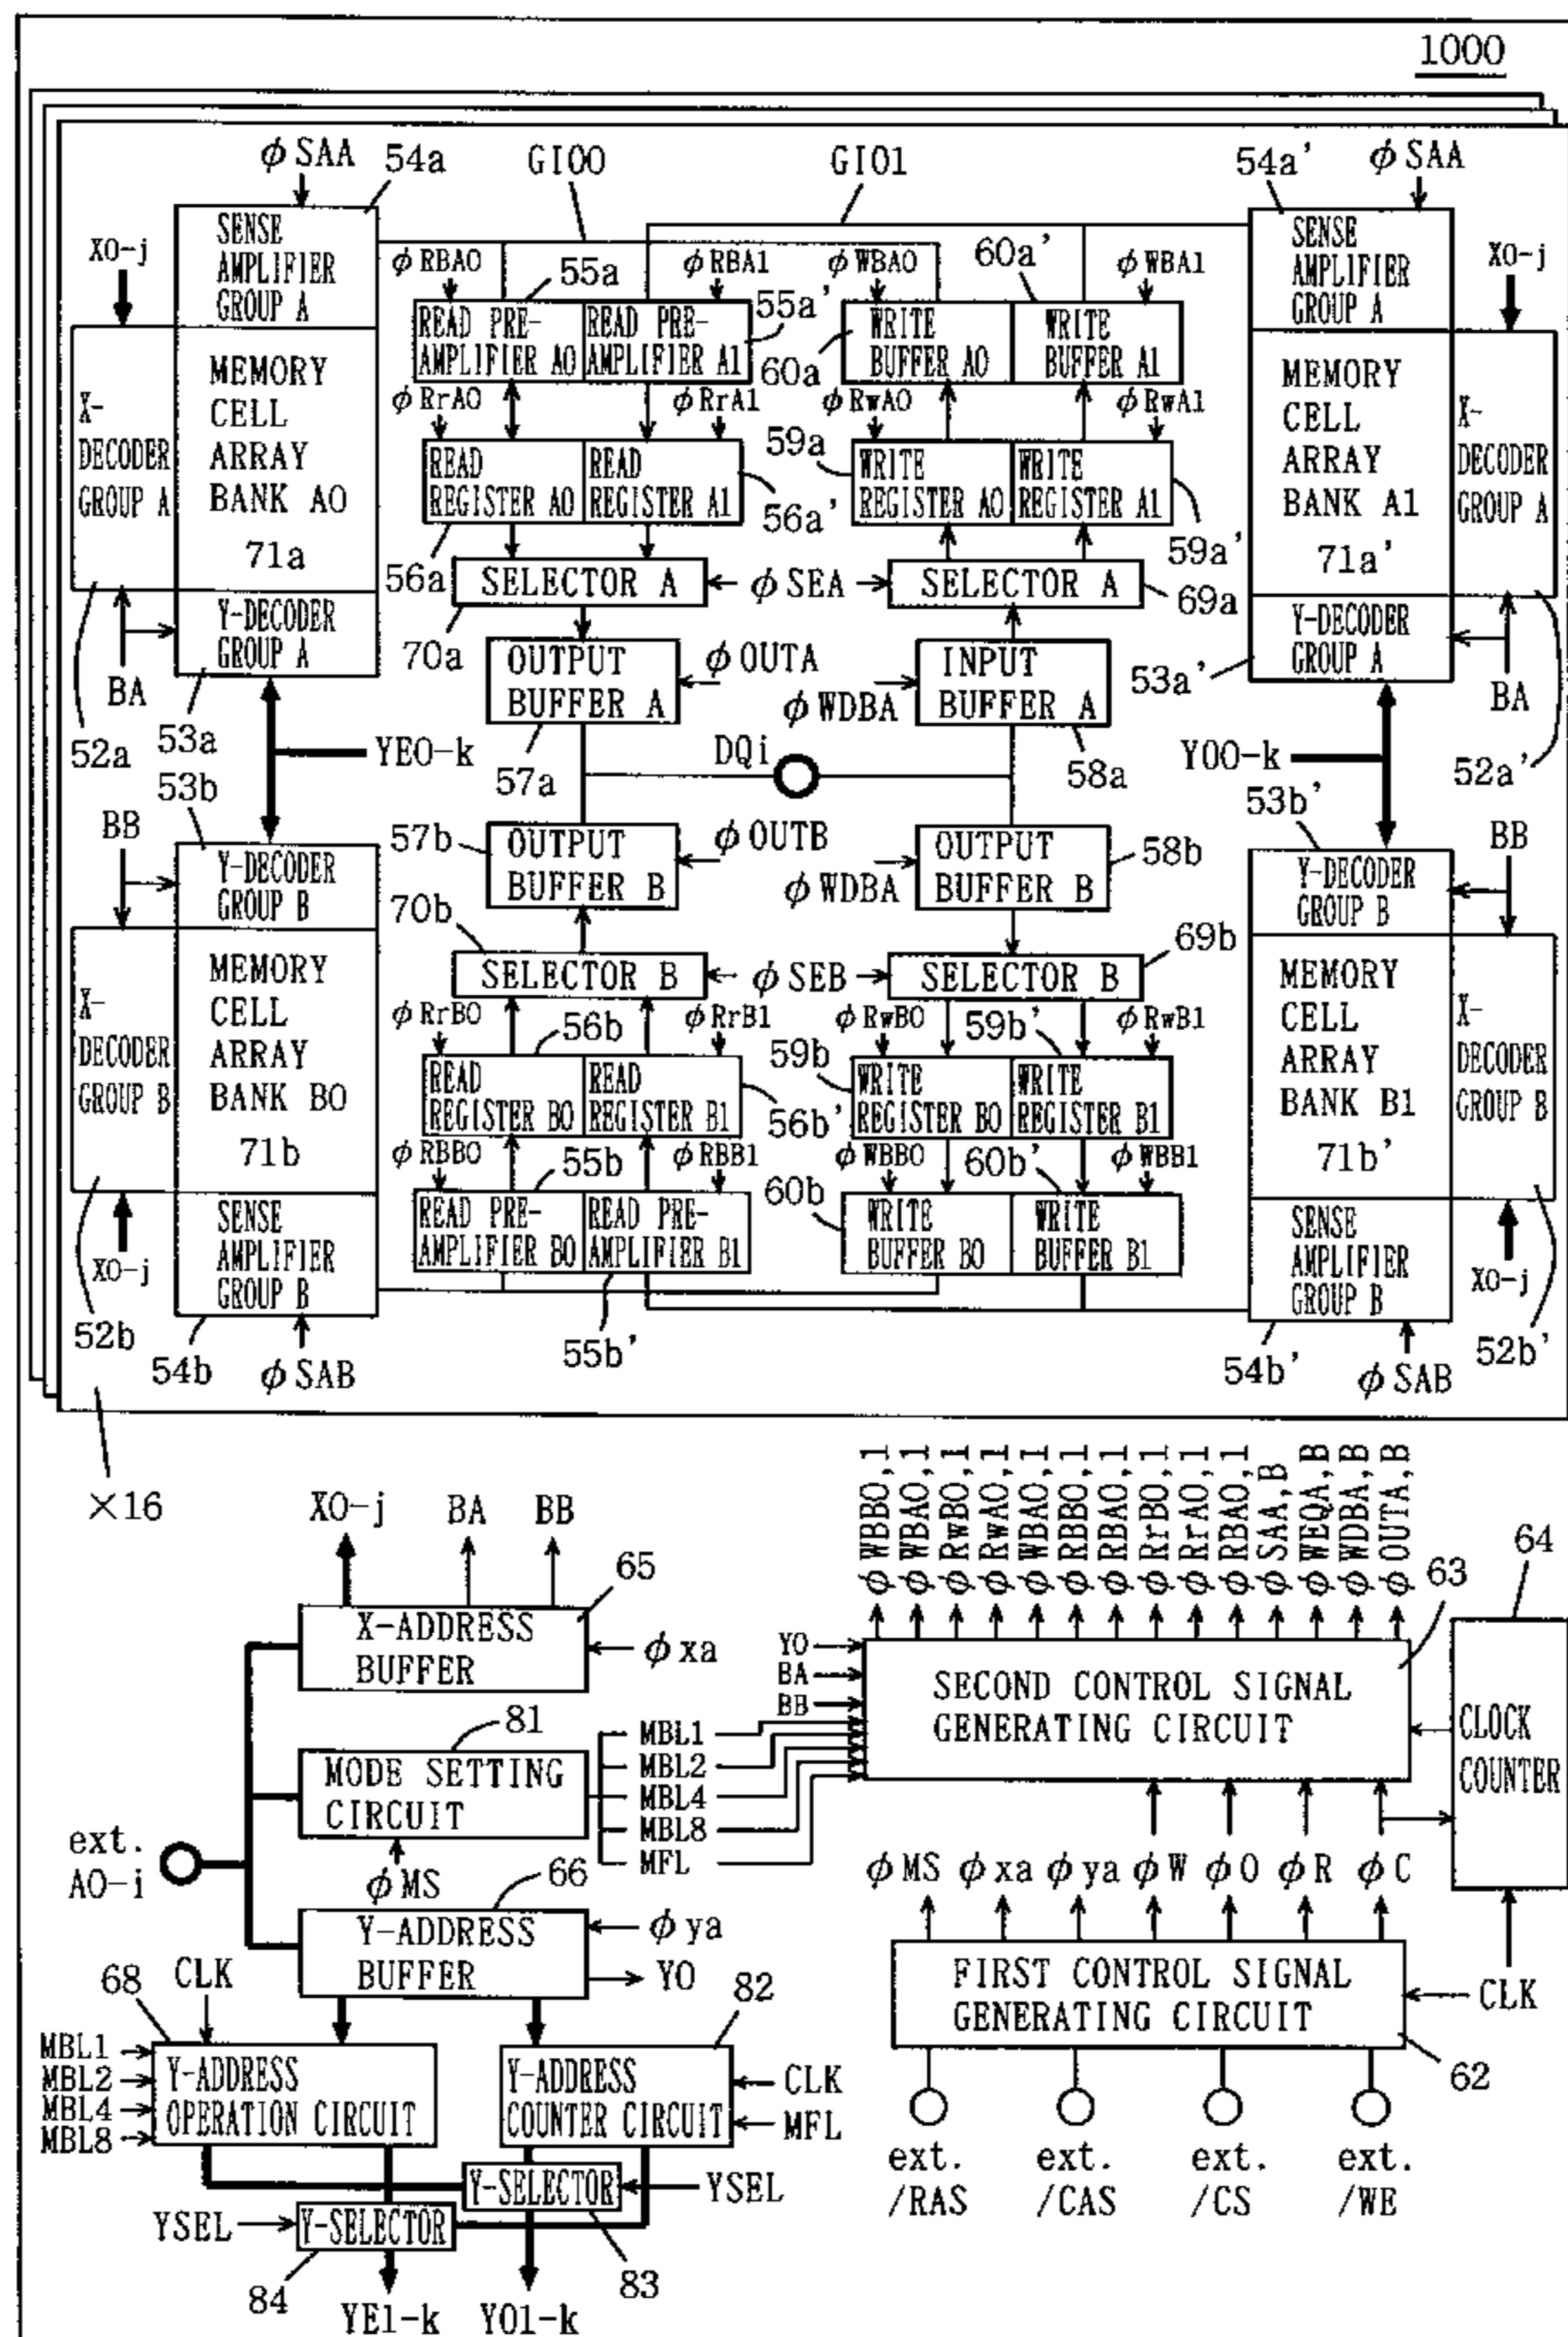 1000
φSAA
54a
GIO0
GIO1
54a'
φSAA
SENSE
AMPLIFIER
GROUP A
X0-j
φRBA0
55a
φRBA1
55a'
φWBA0
60a'
φWBA1
SENSE
AMPLIFIER
GROUP A
X0-j
READ PRE-
AMPLIFIER A0
READ PRE-
AMPLIFIER A1
60a
WRITE
BUFFER A0
WRITE
BUFFER A1
X-
DECODER
GROUP A
MEMORY
CELL
ARRAY
BANK A0
71a
φRrA0
φRrA1
φRwA0
φRwA1
MEMORY
CELL
ARRAY
BANK A1
71a'
X-
DECODER
GROUP A
READ
REGISTER A0
READ
REGISTER A1
56a'
59a
WRITE
REGISTER A0
WRITE
REGISTER A1
59a'
56a
SELECTOR A
φSEA
SELECTOR A
69a
Y-DECODER
GROUP A
70a
OUTPUT
BUFFER A
φOUTA
φWDBA
INPUT
BUFFER A
53a'
Y-DECODER
GROUP A
BA
BA
52a
53a
YE0-k
57a
DQi
58a
YO0-k
52a'
53b
53b'
BB
57b
OUTPUT
BUFFER B
φOUTB
φWDBA
OUTPUT
BUFFER B
58b
BB
Y-DECODER
GROUP B
Y-DECODER
GROUP B
70b
SELECTOR B
φSEB
SELECTOR B
69b
X-
DECODER
GROUP B
MEMORY
CELL
ARRAY
BANK B0
71b
φRrB0
56b
φRrB1
φRwB0
59b'
φRwB1
MEMORY
CELL
ARRAY
BANK B1
71b'
X-
DECODER
GROUP B
READ
REGISTER B0
READ
REGISTER B1
56b'
59b
WRITE
REGISTER B0
WRITE
REGISTER B1
φRBB0
55b
φRBB1
φWBB0
60b'
φWBB1
READ PRE-
AMPLIFIER B0
READ PRE-
AMPLIFIER B1
60b
WRITE
BUFFER B0
WRITE
BUFFER B1
X0-j
SENSE
AMPLIFIER
GROUP B
SENSE
AMPLIFIER
GROUP B
X0-j
52b
54b
φSAB
55b'
54b'
φSAB
52b'
×16
X0-j
BA
BB
65
X-ADDRESS
BUFFER
φxa
φWBB0,1
φWBA0,1
φRwB0,1
φRwA0,1
φWBA0,1
φRBB0,1
φRBA0,1
φRrB0,1
φRrA0,1
φRBA0,1
φSAA,B
φWEQA,B
φWDBA,B
φOUTA,B
63
64
Y0
BA
BB
SECOND CONTROL SIGNAL
GENERATING CIRCUIT
CLOCK
COUNTER
81
MODE SETTING
CIRCUIT
MBL1
MBL2
MBL4
MBL8
MFL
ext.
A0-i
φMS
66
φMS
φxa
φya
φW
φO
φR
φC
Y-ADDRESS
BUFFER
φya
Y0
68
CLK
82
FIRST CONTROL SIGNAL
GENERATING CIRCUIT
CLK
62
MBL1
MBL2
MBL4
MBL8
Y-ADDRESS
OPERATION CIRCUIT
Y-ADDRESS
COUNTER CIRCUIT
CLK
MFL
ext.
/RAS
ext.
/CAS
ext.
/CS
ext.
/WE
Y-SELECTOR
YSEL
YSEL
Y-SELECTOR
84
83
YE1-k
YO1-k